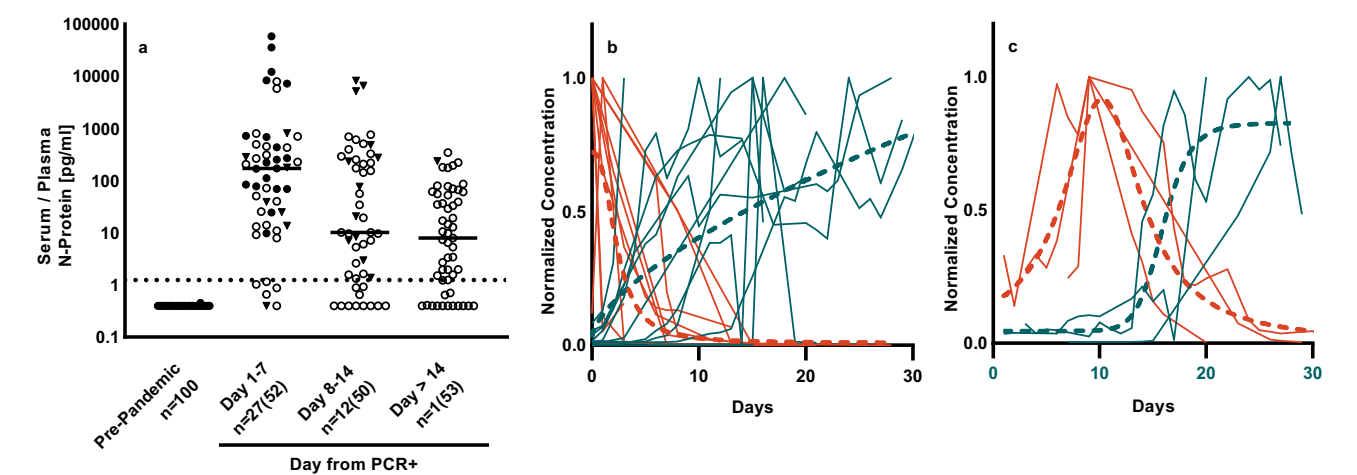 a
Serum / Plasma
N-Protein [pg/ml]
100000
10000
1000
100
10
1
0.1
Pre-Pandemic
n=100
Day 1-7
n=27(52)
Day 8-14
n=12(50)
Day > 14
n=1(53)
Day from PCR+
b
Normalized Concentration
1.0
0.5
0.0
0
10
20
30
Days
c
Normalized Concentration
1.0
0.5
0.0
0
10
20
30
Days